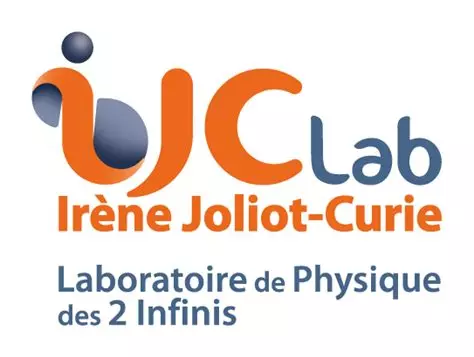 iJCLab
Irène Joliot-Curie
Laboratoire de Physique
des 2 Infinis